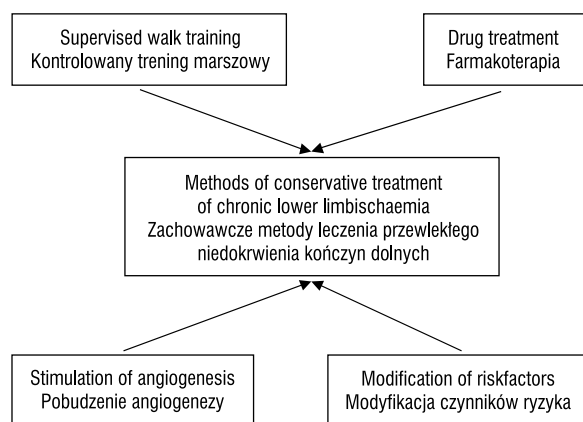 Supervised walk training
Kontrolowany trening marszowy
Drug treatment
Farmakoterapia
Methods of conservative treatment
of chronic lower limbischaemia
Zachowawcze metody leczenia przewlekłego
niedokrwienia kończyn dolnych
Stimulation of angiogenesis
Pobudzenie angiogenezy
Modification of riskfactors
Modyfikacja czynników ryzyka